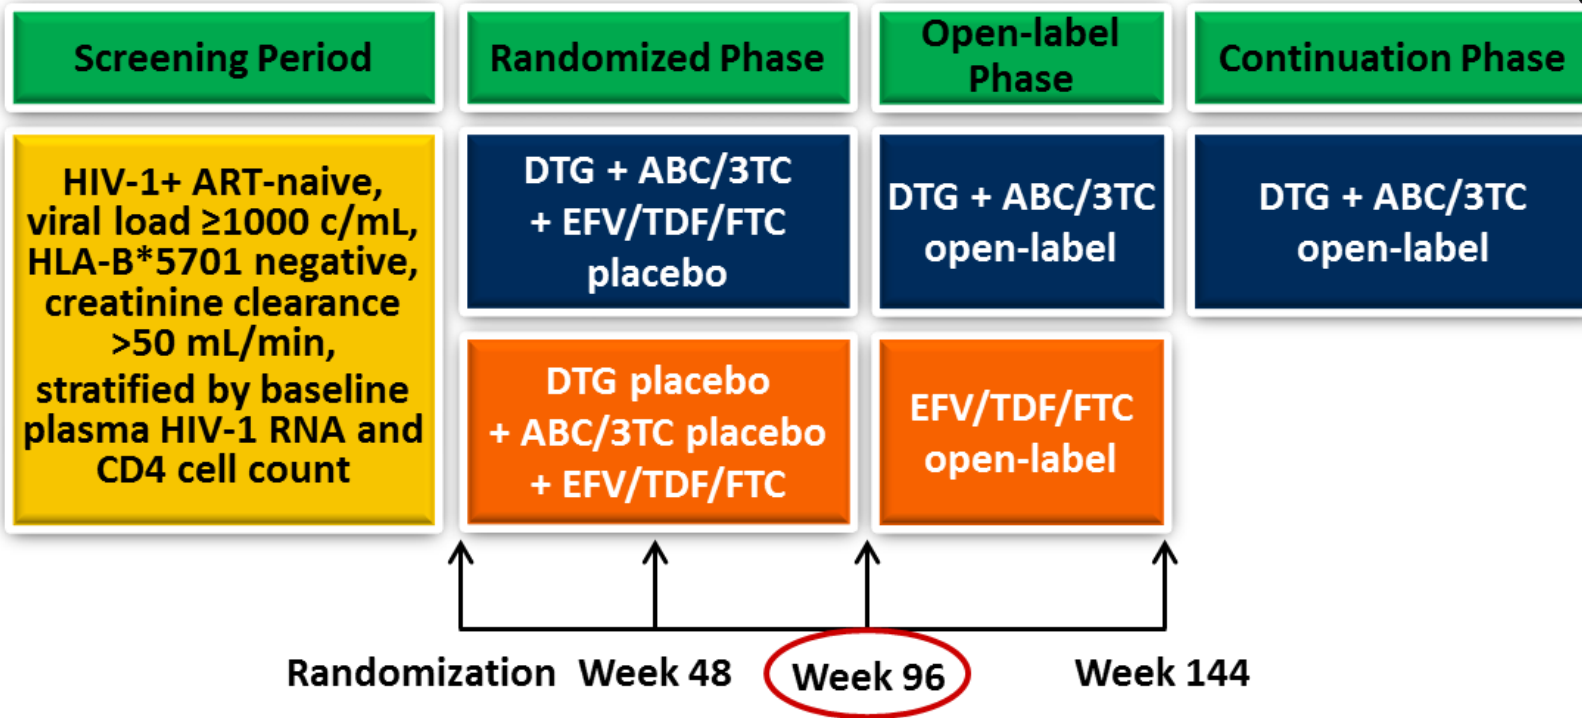 Screening Period
Randomized Phase
Open-label
Phase
Continuation Phase
HIV-1+ ART-naive,
viral load ≥1000 c/mL,
HLA-B*5701 negative,
creatinine clearance
>50 mL/min,
stratified by baseline
plasma HIV-1 RNA and
CD4 cell count
DTG + ABC/3TC
+ EFV/TDF/FTC
placebo
DTG + ABC/3TC
open-label
DTG + ABC/3TC
open-label
DTG placebo
+ ABC/3TC placebo
+ EFV/TDF/FTC
EFV/TDF/FTC
open-label
Randomization
Week 48
Week 96
Week 144